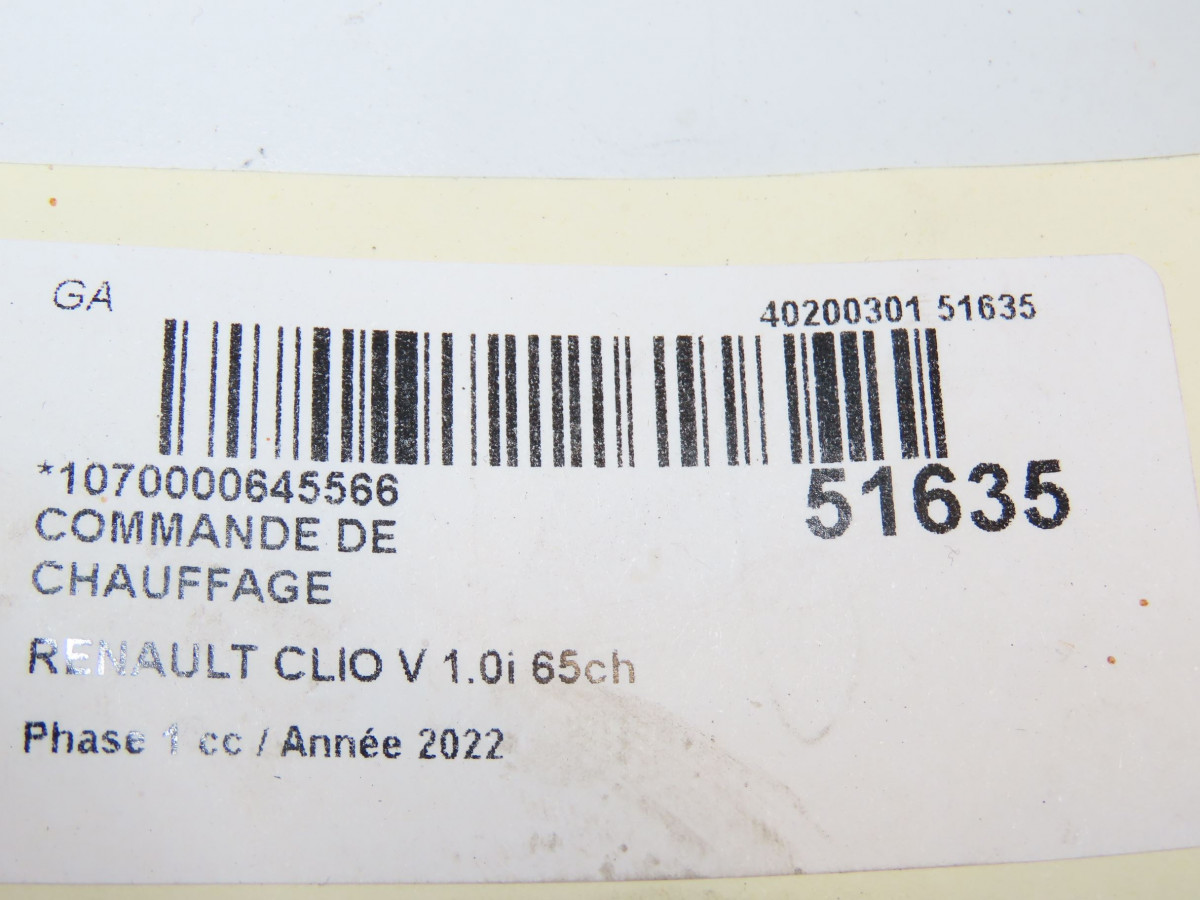 GA
40200301 51635
*1070000645566
51635
COMMANDE DE
CHAUFFAGE
RENAULT CLIO V 1.0i 65ch
Phase 1 cc / Année 2022